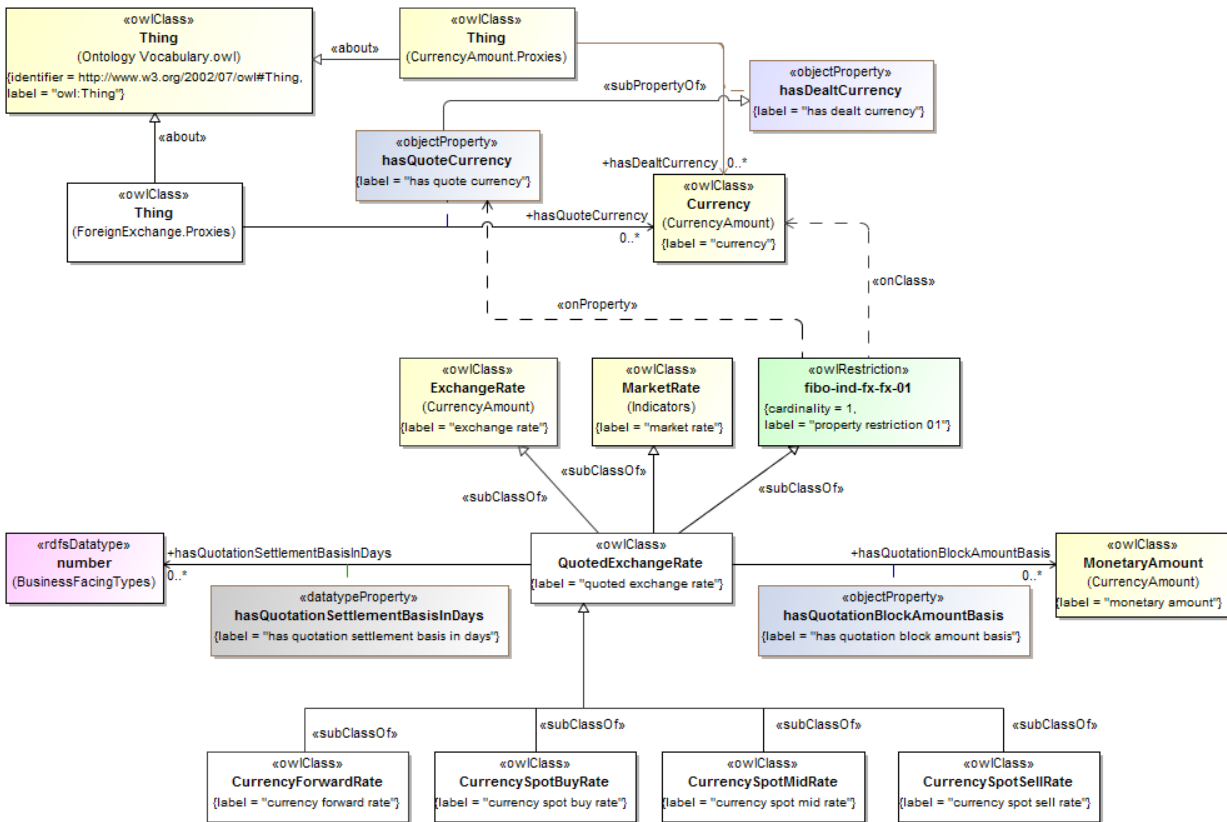 «owlClass»
Thing
(Ontology Vocabulary.owl)
{identifier = http://www.w3.org/2002/07/owl#Thing,
label = "owl:Thing"}
«about»
«owlClass»
Thing
(CurrencyAmount.Proxies)
«subPropertyOf»
«objectProperty»
hasDealtCurrency
{label = "has dealt currency"}
«about»
«objectProperty»
hasQuoteCurrency
{label = "has quote currency"}
+hasDealtCurrency 0..*
«owlClass»
Thing
(ForeignExchange.Proxies)
+hasQuoteCurrency
0..*
«owlClass»
Currency
(CurrencyAmount)
{label = "currency"}
«onClass»
«onProperty»
«owlClass»
ExchangeRate
(CurrencyAmount)
{label = "exchange rate"}
«owlClass»
MarketRate
(Indicators)
{label = "market rate"}
«owlRestriction»
fibo-ind-fx-fx-01
{cardinality = 1,
label = "property restriction 01"}
«subClassOf»
«subClassOf»
«subClassOf»
«rdfsDatatype»
number
(BusinessFacingTypes)
+hasQuotationSettlementBasisInDays
0..*
«owlClass»
QuotedExchangeRate
{label = "quoted exchange rate"}
+hasQuotationBlockAmountBasis
0..*
«owlClass»
MonetaryAmount
(CurrencyAmount)
{label = "monetary amount"}
«datatypeProperty»
hasQuotationSettlementBasisInDays
{label = "has quotation settlement basis in days"}
«objectProperty»
hasQuotationBlockAmountBasis
{label = "has quotation block amount basis"}
«subClassOf»
«subClassOf»
«subClassOf»
«subClassOf»
«owlClass»
CurrencyForwardRate
{label = "currency forward rate"}
«owlClass»
CurrencySpotBuyRate
{label = "currency spot buy rate"}
«owlClass»
CurrencySpotMidRate
{label = "currency spot mid rate"}
«owlClass»
CurrencySpotSellRate
{label = "currency spot sell rate"}